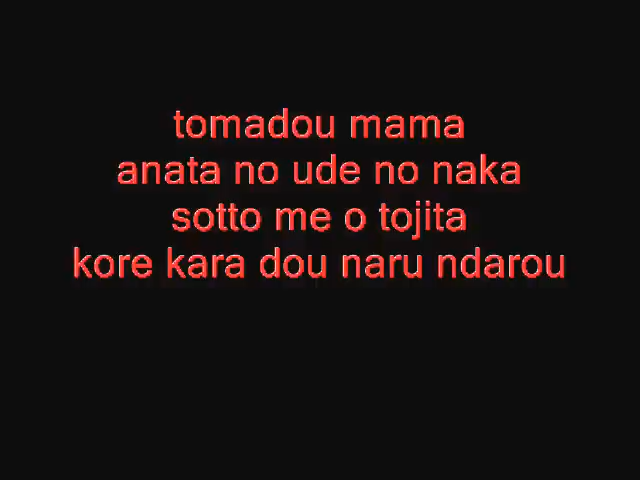 tomadou mama
anata no ude no naka
sotto me o tojita
kore kara dou naru ndarou